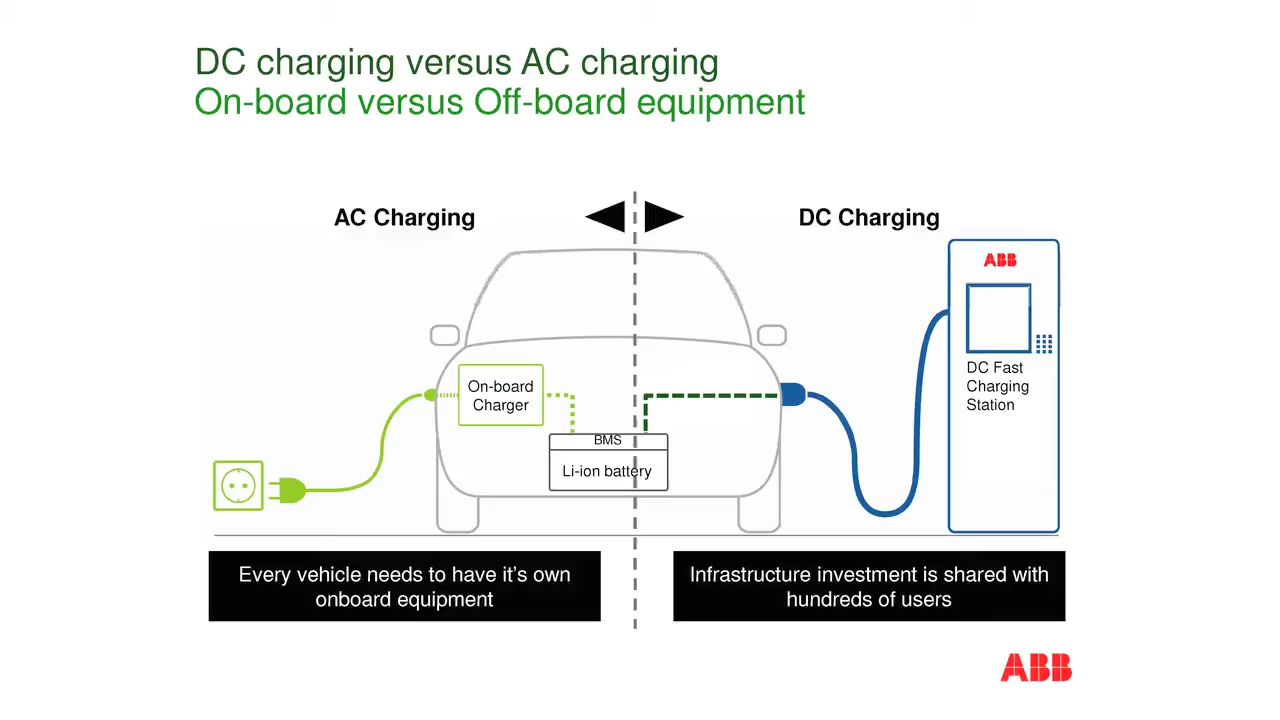 DC charging versus AC charging
On-board versus Off-board equipment
AC Charging
DC Charging
ABB
DC Fast
Charging
Station
On-board
Charger
BMS
Li-ion battery
Every vehicle needs to have it's own
onboard equipment
Infrastructure investment is shared with
hundreds of users
ABB